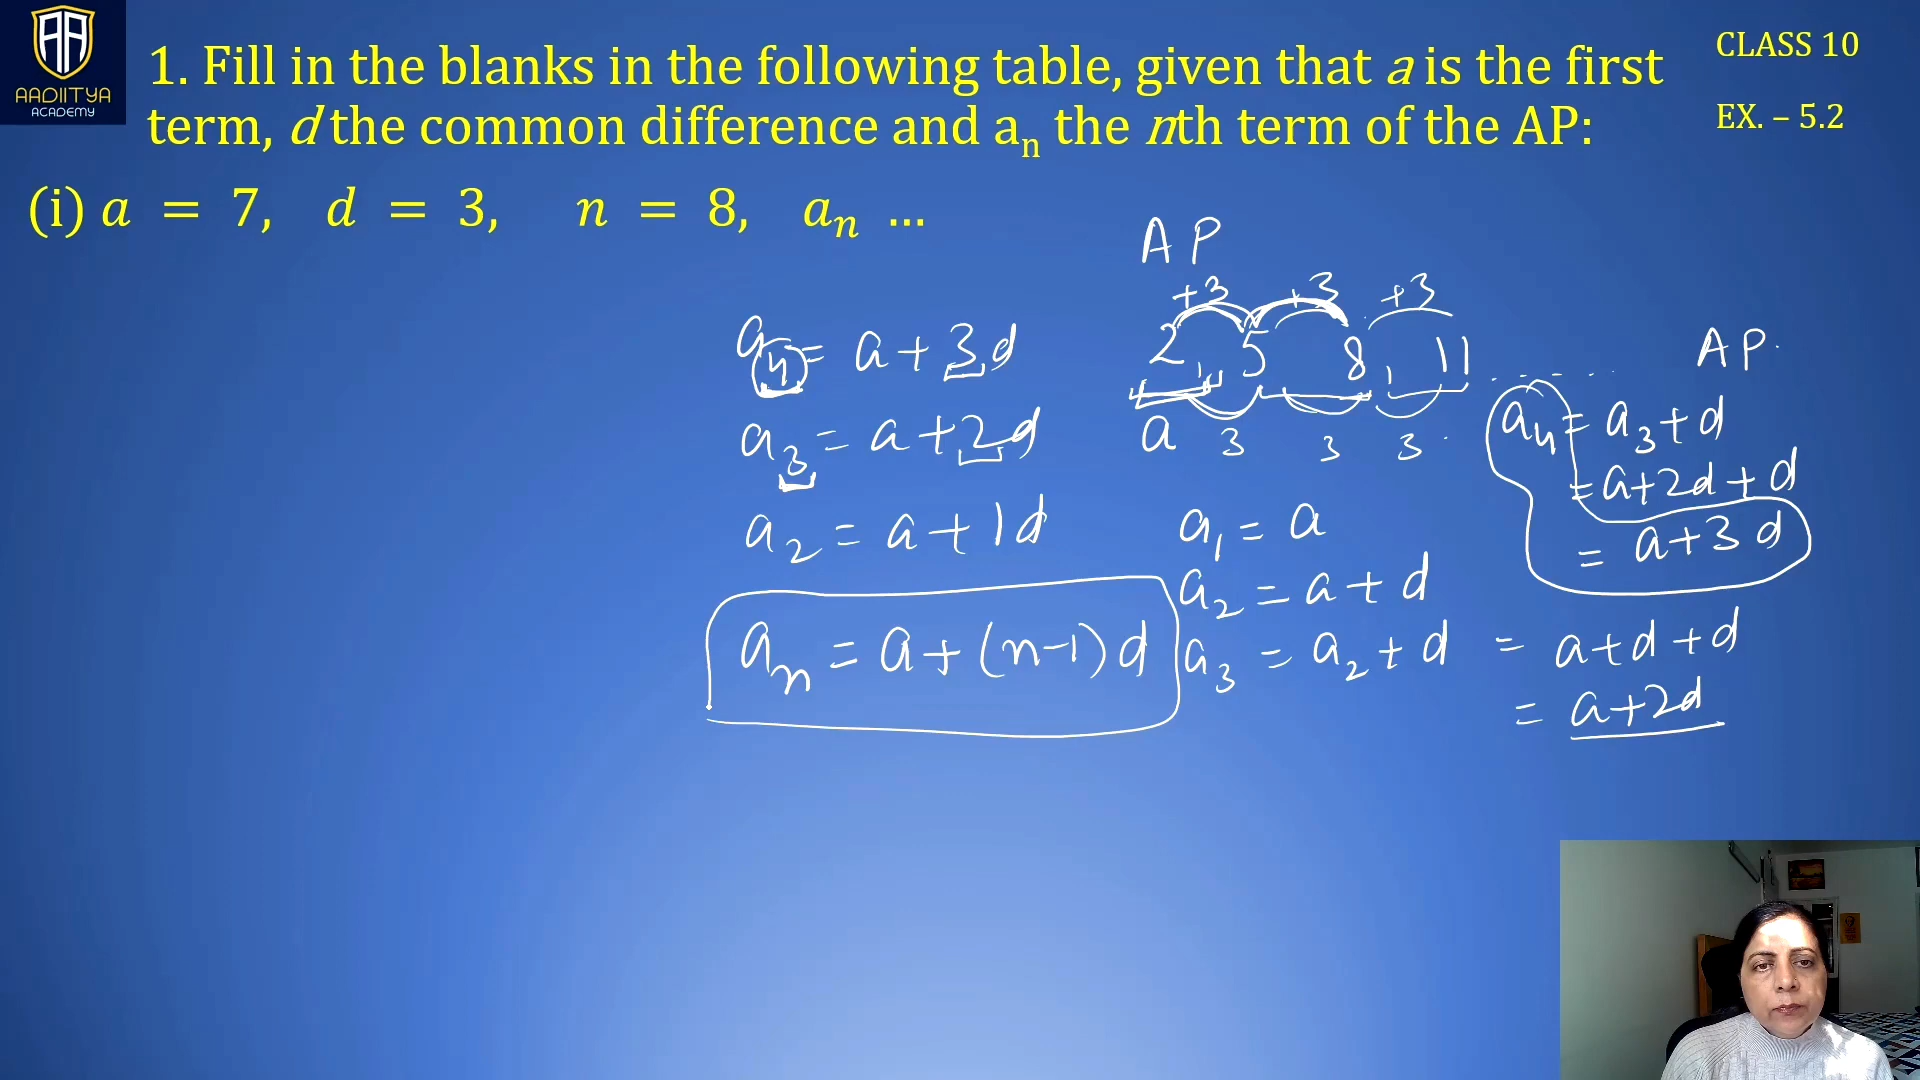 AADIITYA
ACADEMY
1. Fill in the blanks in the following table, given that a is the first
term, d the common difference and aₙ the nth term of the AP:
CLASS 10
EX. – 5.2
(i) a = 7, d = 3, n = 8, aₙ ...
AP
+3 +3 +3
2, 5 8, 11 . . . . . .
a 3 3 3
AP.
a₄ = a + 3d
a₃ = a + 2d
a₂ = a + 1d
aₙ = a + (n-1)d
a₁ = a
a₂ = a + d
a₃ = a₂ + d = a + d + d
= a + 2d
a₄ = a₃ + d
= a + 2d + d
= a + 3d